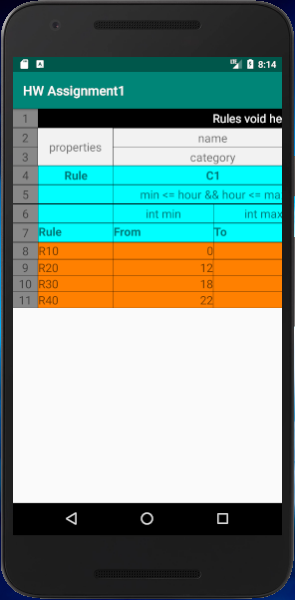 8:14
HW Assignment1
1 Rules void he
2 properties name
3 category
4 Rule C1
5 min <= hour && hour <= ma
6 int min int max
7 Rule From To
8 R10 0
9 R20 12
10 R30 18
11 R40 22